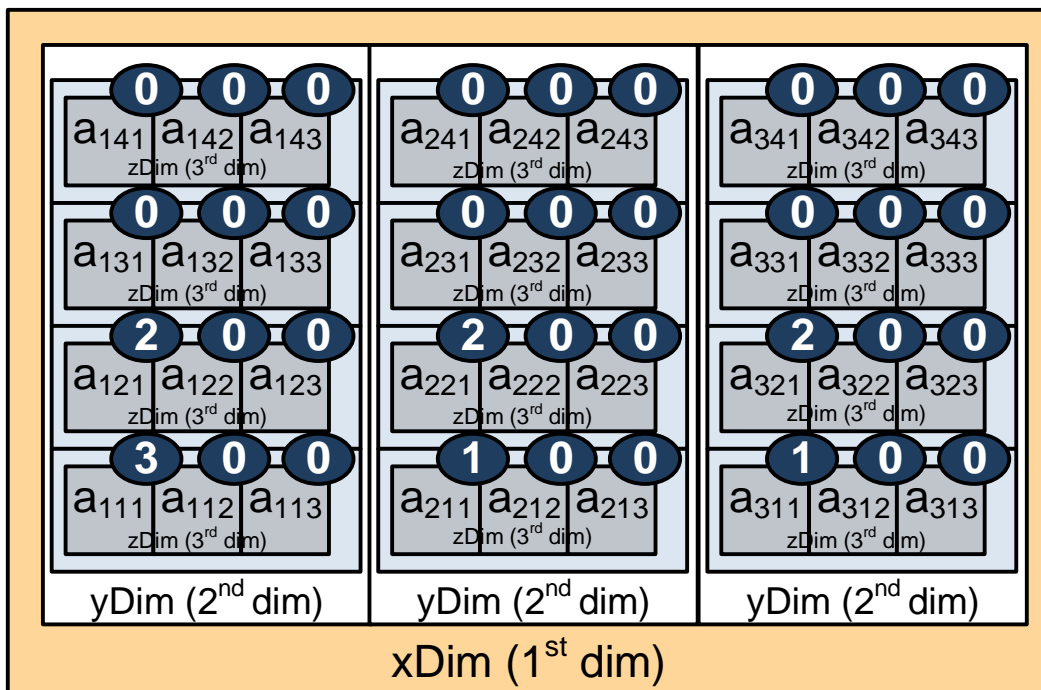 0 0 0 0 0 0 0 0 0
a141 a142 a143 a241 a242 a243 a341 a342 a343
zDim (3rd dim) zDim (3rd dim) zDim (3rd dim)
0 0 0 0 0 0 0 0 0
a131 a132 a133 a231 a232 a233 a331 a332 a333
zDim (3rd dim) zDim (3rd dim) zDim (3rd dim)
2 0 0 2 0 0 2 0 0
a121 a122 a123 a221 a222 a223 a321 a322 a323
zDim (3rd dim) zDim (3rd dim) zDim (3rd dim)
3 0 0 1 0 0 1 0 0
a111 a112 a113 a211 a212 a213 a311 a312 a313
zDim (3rd dim) zDim (3rd dim) zDim (3rd dim)
yDim (2nd dim) yDim (2nd dim) yDim (2nd dim)
xDim (1st dim)